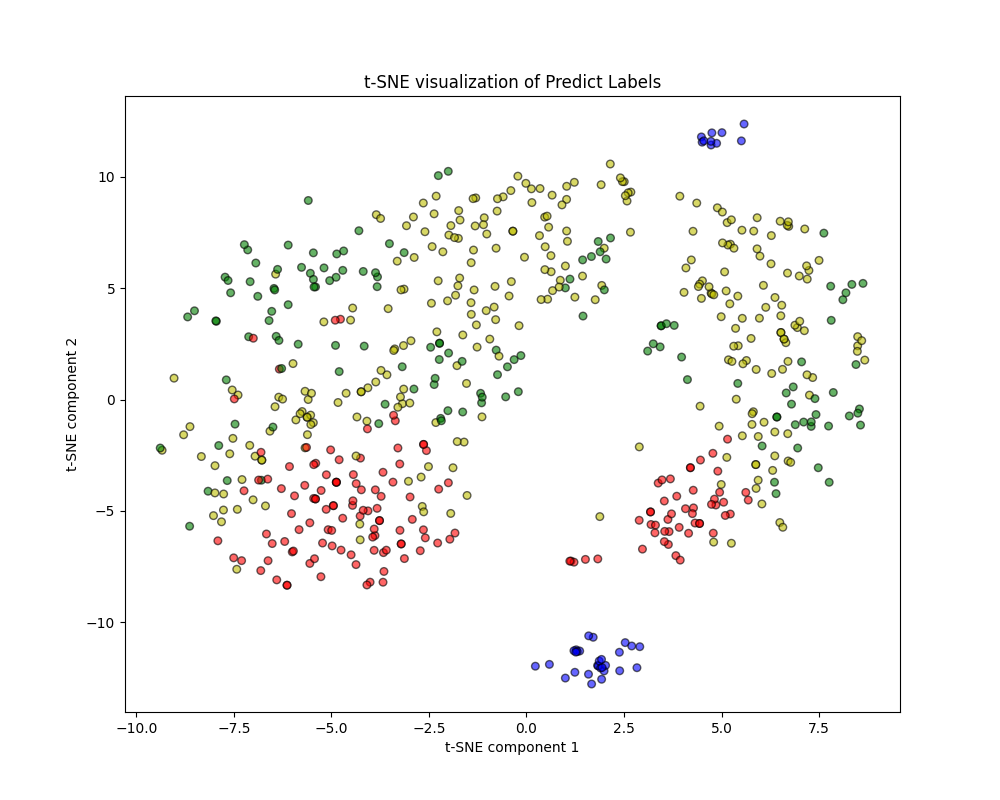 t-SNE visualization of Predict Labels
t-SNE component 2
10
5
0
−5
−10
−10.0 −7.5 −5.0 −2.5 0.0 2.5 5.0 7.5
t-SNE component 1